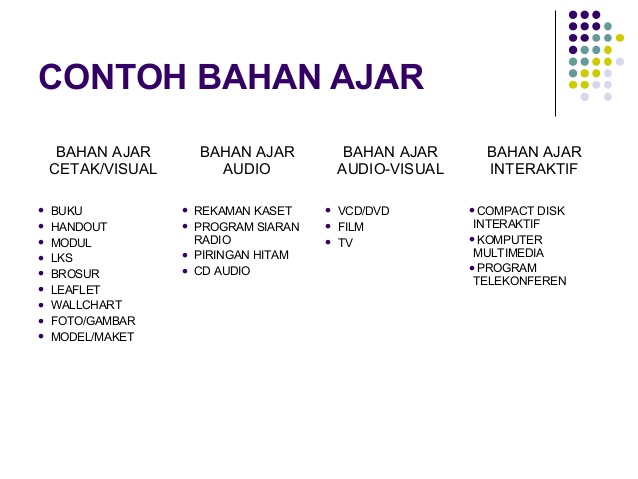 CONTOH BAHAN AJAR
BAHAN AJAR
CETAK/VISUAL
• BUKU
• HANDOUT
• MODUL
• LKS
• BROSUR
• LEAFLET
• WALLCHART
• FOTO/GAMBAR
• MODEL/MAKET
BAHAN AJAR
AUDIO
• REKAMAN KASET
• PROGRAM SIARAN
RADIO
• PIRINGAN HITAM
• CD AUDIO
BAHAN AJAR
AUDIO-VISUAL
• VCD/DVD
• FILM
• TV
BAHAN AJAR
INTERAKTIF
• COMPACT DISK
INTERAKTIF
• KOMPUTER
MULTIMEDIA
• PROGRAM
TELEKONFEREN